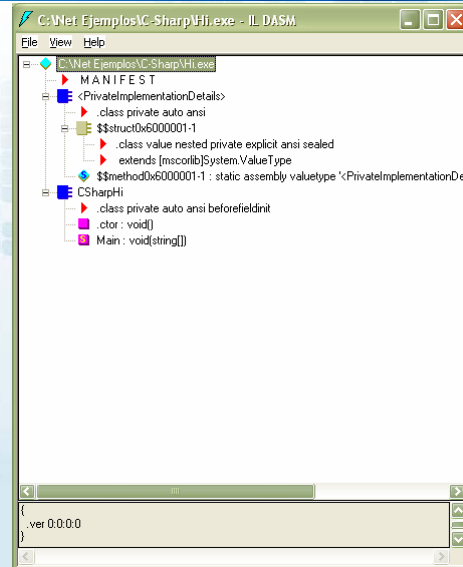 C:\Net Ejemplos\C-Sharp\Hi.exe - IL DASM
File View Help
C:\Net Ejemplos\C-Sharp\Hi.exe
M A N I F E S T
<PrivateImplementationDetails>
.class private auto ansi
$$struct0x6000001-1
.class value nested private explicit ansi sealed
extends [mscorlib]System.ValueType
$$method0x6000001-1 : static assembly valuetype '<PrivateImplementationDe
CSharpHi
.class private auto ansi beforefieldinit
.ctor : void()
S Main : void(string[])
{
.ver 0:0:0:0
}